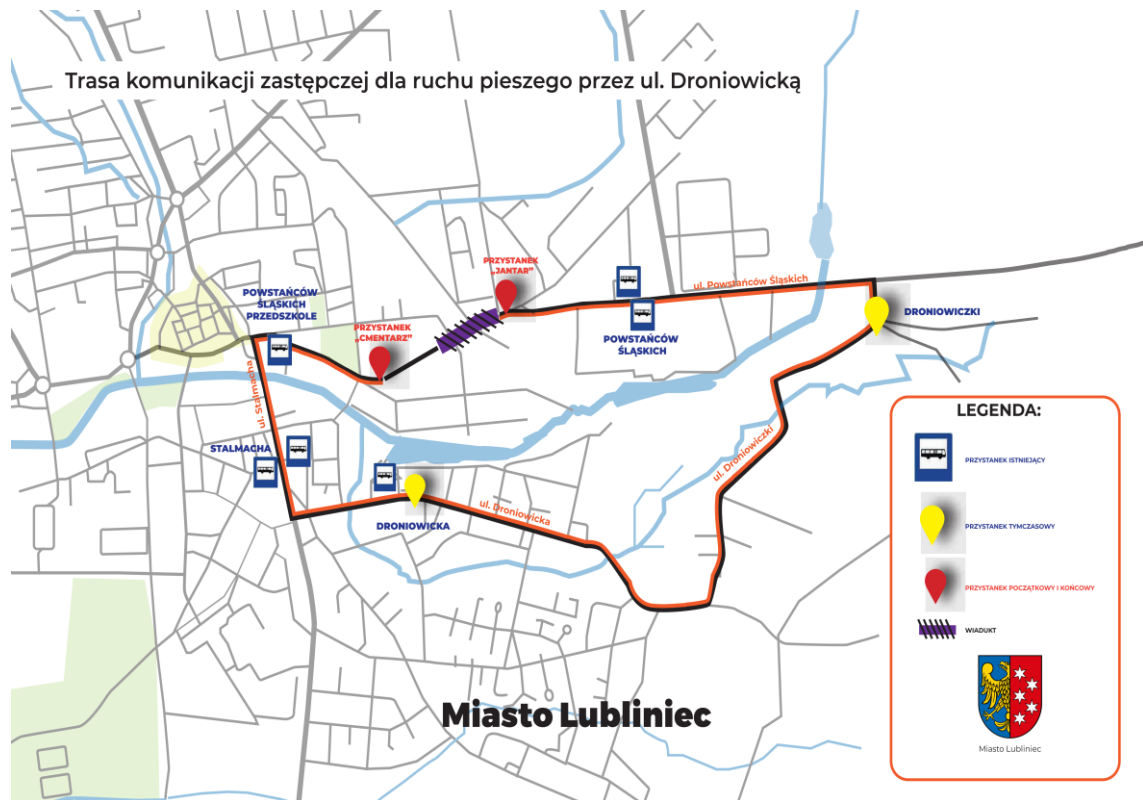 Trasa komunikacji zastępczej dla ruchu pieszego przez ul. Droniowicką
PRZYSTANEK
„JANTAR”
POWSTAŃCÓW
ŚLĄSKICH
PRZEDSZKOLE
ul. Powstańców Śląskich
DRONIOWICZKI
PRZYSTANEK
„CMENTARZ”
POWSTAŃCÓW
ŚLĄSKICH
ul. Stalmacha
STALMACHA
ul. Droniowiczki
ul. Droniowicka
DRONIOWICKA
LEGENDA:
PRZYSTANEK ISTNIEJĄCY
PRZYSTANEK TYMCZASOWY
PRZYSTANEK POCZĄTKOWY I KOŃCOWY
WIADUKT
Miasto Lubliniec
Miasto Lubliniec